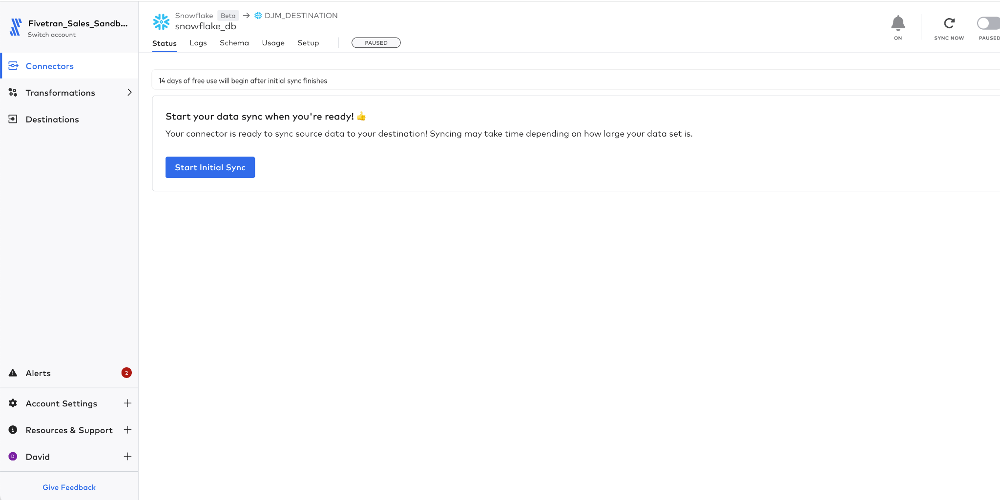 Fivetran_Sales_Sandb...
Switch account
Connectors
Transformations
Destinations
Alerts
2
Account Settings
Resources & Support
D
David
Give Feedback
Snowflake Beta → DJM_DESTINATION
snowflake_db
Status Logs Schema Usage Setup PAUSED
ON
SYNC NOW
PAUSED
14 days of free use will begin after initial sync finishes
Start your data sync when you're ready! 👍
Your connector is ready to sync source data to your destination! Syncing may take time depending on how large your data set is.
Start Initial Sync